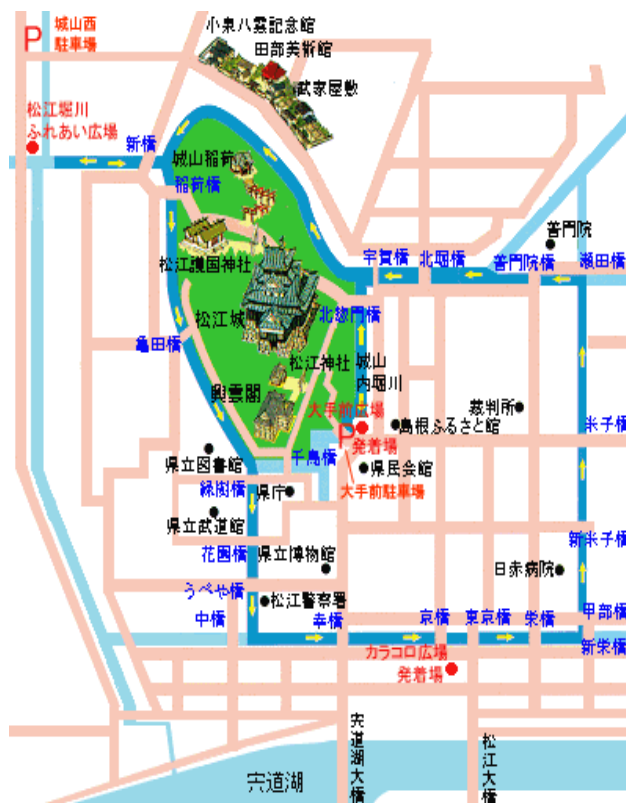 小泉八雲記念館
城山西
駐車場
P
田部美術館
武家屋敷
松江堀川
ふれあい広場
新橋
城山稲荷
稲荷橋
普門院
宇賀橋
北堀橋
普門院橋
瀬田橋
松江護国神社
松江城
北惣門橋
亀田橋
松江神社
城山
内堀川
興雲閣
大手前広場
発着場
P
裁判所
島根ふるさと館
米子橋
県立図書館
千鳥橋
県民会館
大手前駐車場
緑樹橋
県庁
県立武道館
新米子橋
花園橋
県立博物館
日赤病院
うべや橋
松江警察署
中橋
幸橋
京橋
東京橋
栄橋
甲部橋
新栄橋
カラコロ広場
発着場
宍道湖
宍道湖大橋
松江大橋